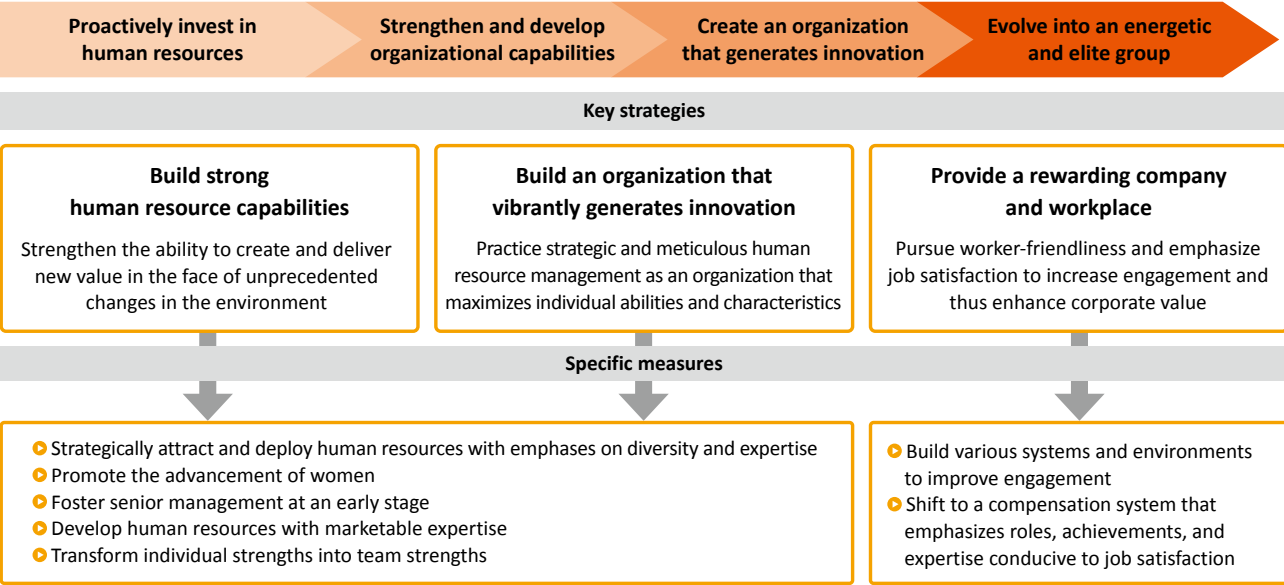 Proactively invest in
human resources
Strengthen and develop
organizational capabilities
Create an organization
that generates innovation
Evolve into an energetic
and elite group
Key strategies
Build strong
human resource capabilities
Strengthen the ability to create and deliver
new value in the face of unprecedented
changes in the environment
Build an organization that
vibrantly generates innovation
Practice strategic and meticulous human
resource management as an organization that
maximizes individual abilities and characteristics
Provide a rewarding company
and workplace
Pursue worker-friendliness and emphasize
job satisfaction to increase engagement and
thus enhance corporate value
Specific measures
Strategically attract and deploy human resources with emphases on diversity and expertise
Promote the advancement of women
Foster senior management at an early stage
Develop human resources with marketable expertise
Transform individual strengths into team strengths
Build various systems and environments
to improve engagement
Shift to a compensation system that
emphasizes roles, achievements, and
expertise conducive to job satisfaction